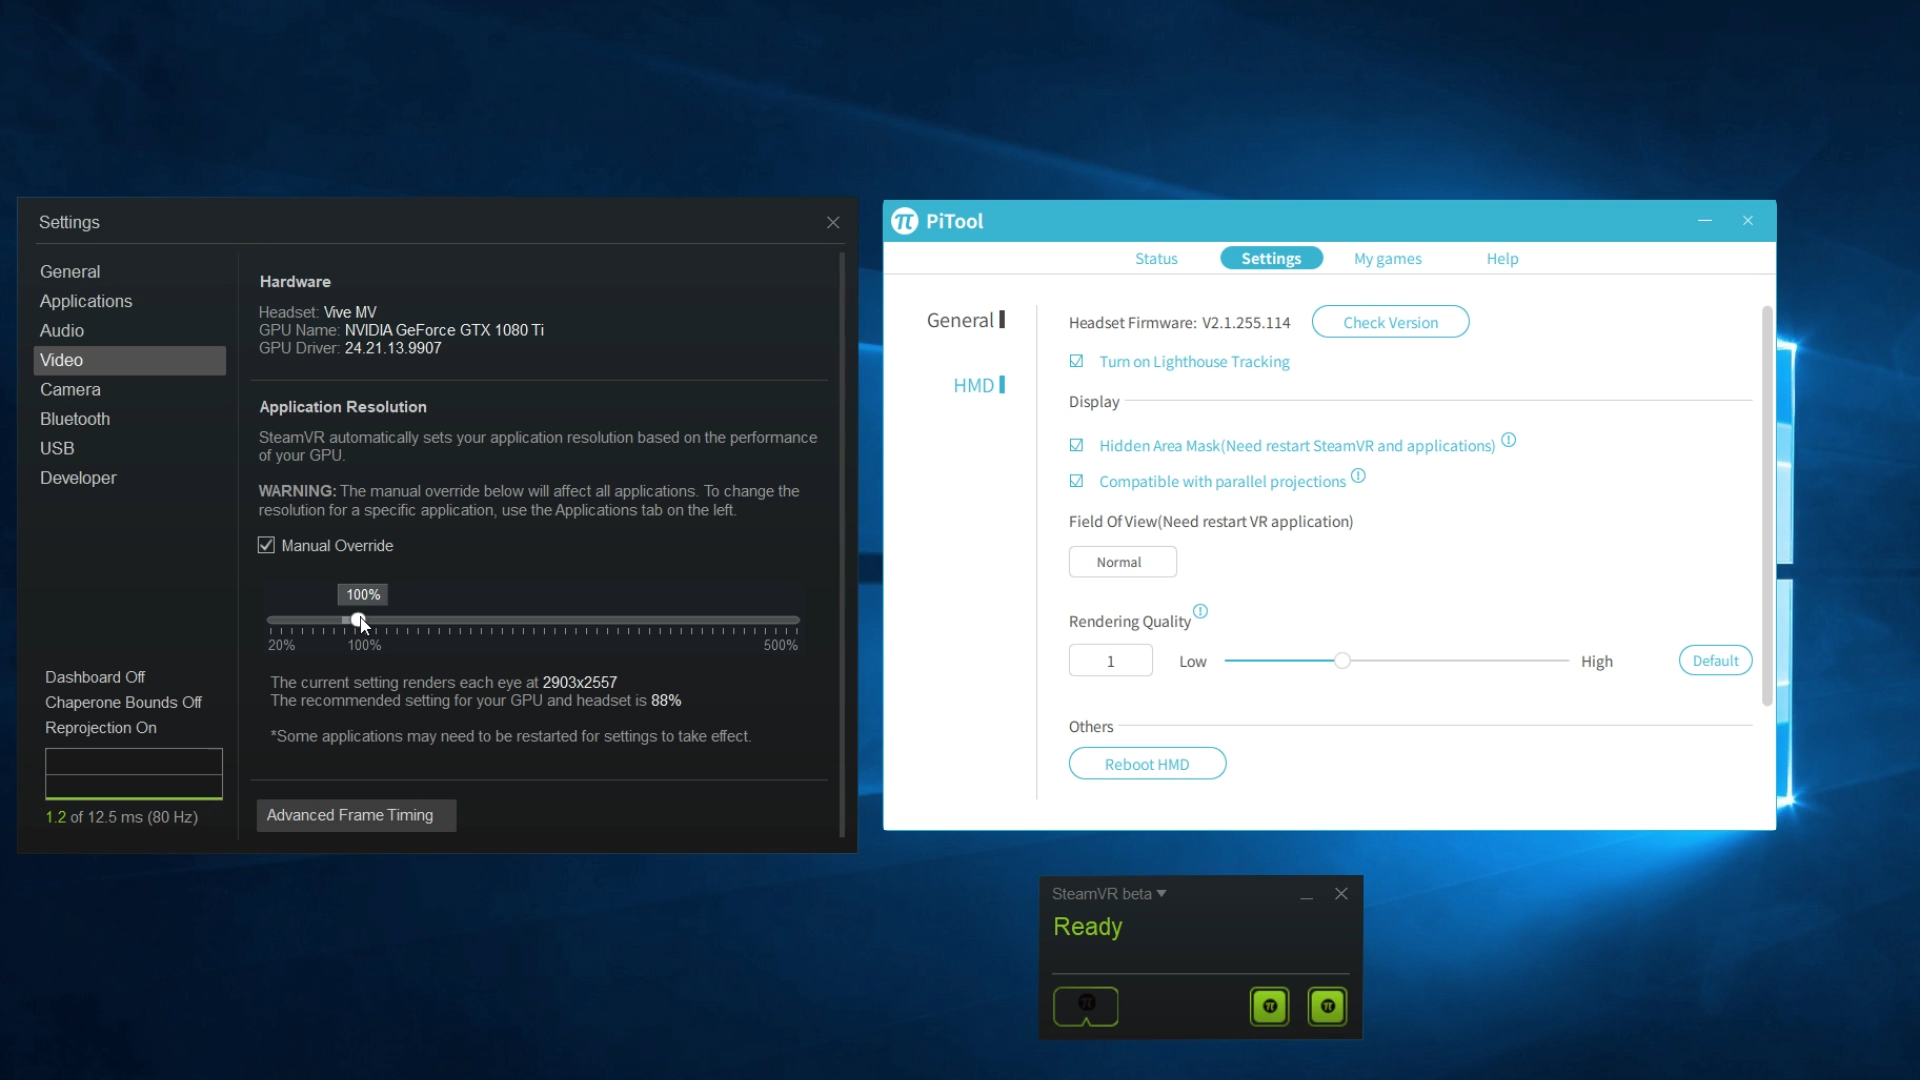 Settings
General
Applications
Audio
Video
Camera
Bluetooth
USB
Developer
Dashboard Off
Chaperone Bounds Off
Reprojection On
1.2 of 12.5 ms (80 Hz)
Hardware
Headset: Vive MV
GPU Name: NVIDIA GeForce GTX 1080 Ti
GPU Driver: 24.21.13.9907
Application Resolution
SteamVR automatically sets your application resolution based on the performance
of your GPU.
WARNING: The manual override below will affect all applications. To change the
resolution for a specific application, use the Applications tab on the left.
Manual Override
100%
20% 100% 500%
The current setting renders each eye at 2903x2557
The recommended setting for your GPU and headset is 88%
*Some applications may need to be restarted for settings to take effect.
Advanced Frame Timing
π PiTool
Status Settings My games Help
General
HMD
Headset Firmware: V2.1.255.114 Check Version
Turn on Lighthouse Tracking
Display
Hidden Area Mask(Need restart SteamVR and applications)
Compatible with parallel projections
Field Of View(Need restart VR application)
Normal
Rendering Quality
1 Low High Default
Others
Reboot HMD
SteamVR beta
Ready
π π π